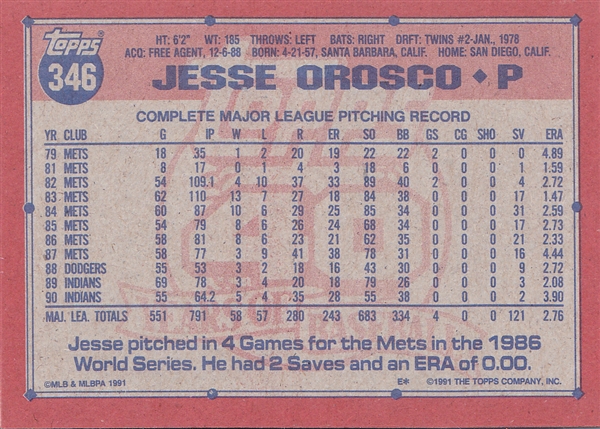 Topps
346
HT: 6'2" WT: 185 THROWS: LEFT BATS: RIGHT DRFT: TWINS #2-JAN., 1978
ACQ: FREE AGENT, 12-6-88 BORN: 4-21-57, SANTA BARBARA, CALIF. HOME: SAN DIEGO, CALIF.
JESSE OROSCO ♦ P
COMPLETE MAJOR LEAGUE PITCHING RECORD
YR CLUB G IP W L R ER SO BB GS CG SHO SV ERA
79 METS 18 35 1 2 20 19 22 22 2 0 0 0 4.89
81 METS 8 17 0 1 4 3 18 6 0 0 0 1 1.59
82 METS 54 109.1 4 10 37 33 89 40 2 0 0 4 2.72
83 METS 62 110 13 7 27 18 84 38 0 0 0 17 1.47
84 METS 60 87 10 6 29 25 85 34 0 0 0 31 2.59
85 METS 54 79 8 6 26 24 68 34 0 0 0 17 2.73
86 METS 58 81 8 6 23 21 62 35 0 0 0 21 2.33
87 METS 58 77 3 9 41 38 78 31 0 0 0 16 4.44
88 DODGERS 55 53 3 2 18 16 43 30 0 0 0 9 2.72
89 INDIANS 69 78 3 4 20 18 79 26 0 0 0 3 2.08
90 INDIANS 55 64.2 5 4 35 28 55 38 0 0 0 2 3.90
MAJ. LEA. TOTALS 551 791 58 57 280 243 683 334 4 0 0 121 2.76
Jesse pitched in 4 Games for the Mets in the 1986
World Series. He had 2 Saves and an ERA of 0.00.
©MLB & MLBPA 1991 E* ©1991 THE TOPPS COMPANY, INC.